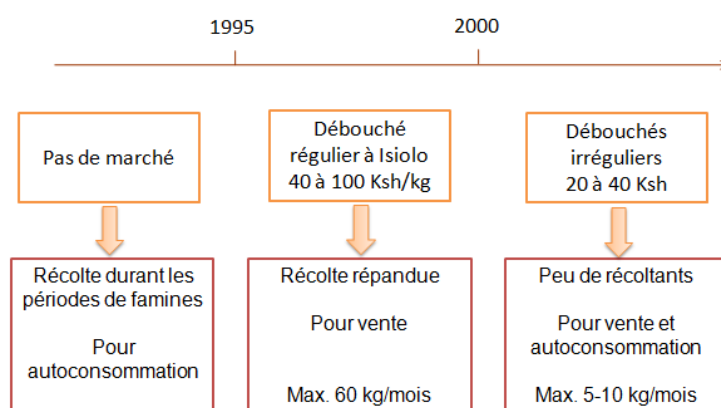 1995
2000
Pas de marché
Débouché
régulier à Isiolo
40 à 100 Ksh/kg
Débouchés
irréguliers
20 à 40 Ksh
Récolte durant les
périodes de famines
Pour
autoconsommation
Récolte répandue
Pour vente
Max. 60 kg/mois
Peu de récoltants
Pour vente et
autoconsommation
Max. 5-10 kg/mois